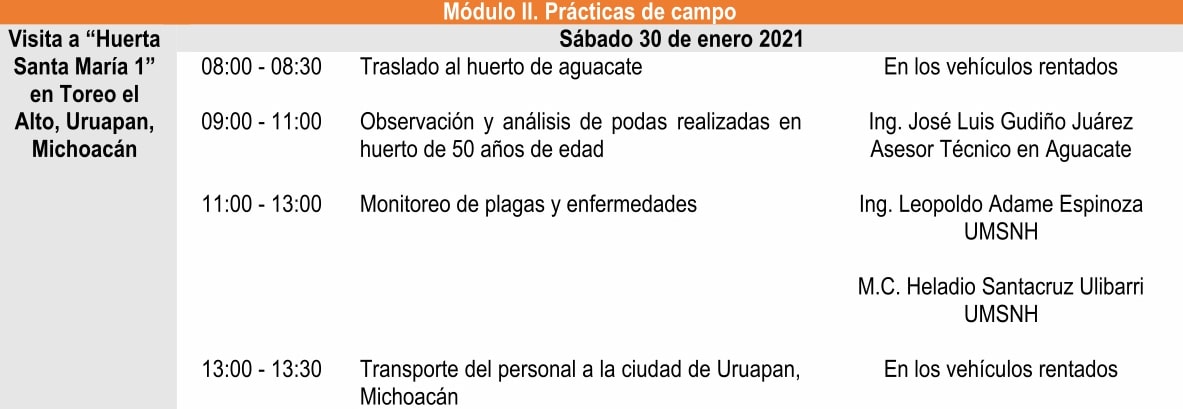 Módulo II. Prácticas de campo
Visita a “Huerta
Santa María 1”
en Toreo el
Alto, Uruapan,
Michoacán
Sábado 30 de enero 2021
08:00 - 08:30 Traslado al huerto de aguacate En los vehículos rentados
09:00 - 11:00 Observación y análisis de podas realizadas en Ing. José Luis Gudiño Juárez
huerto de 50 años de edad Asesor Técnico en Aguacate
11:00 - 13:00 Monitoreo de plagas y enfermedades Ing. Leopoldo Adame Espinoza
UMSNH
M.C. Heladio Santacruz Ulibarri
UMSNH
13:00 - 13:30 Transporte del personal a la ciudad de Uruapan, En los vehículos rentados
Michoacán